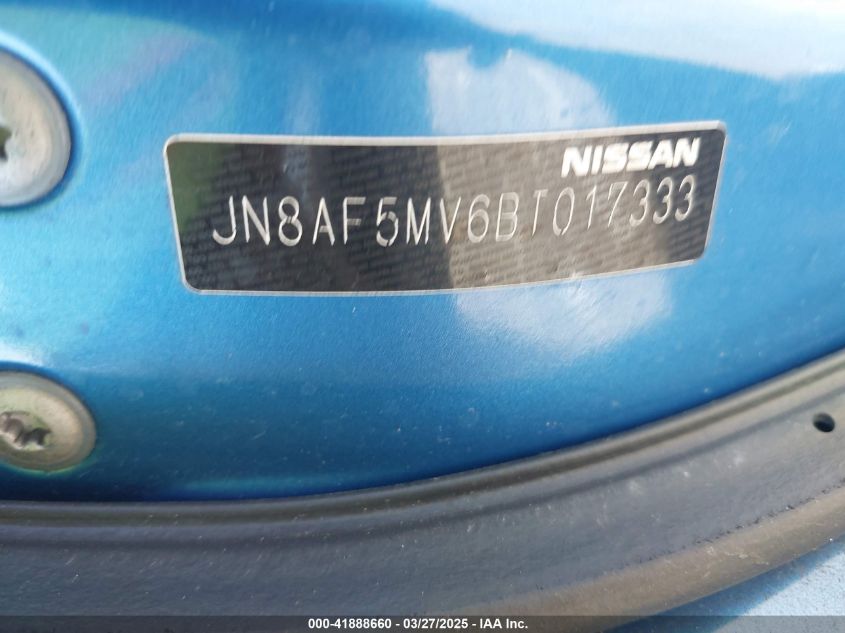 NISSAN
JN8AF5MV6BT017333
000-41888660 - 03/27/2025 - IAA Inc.